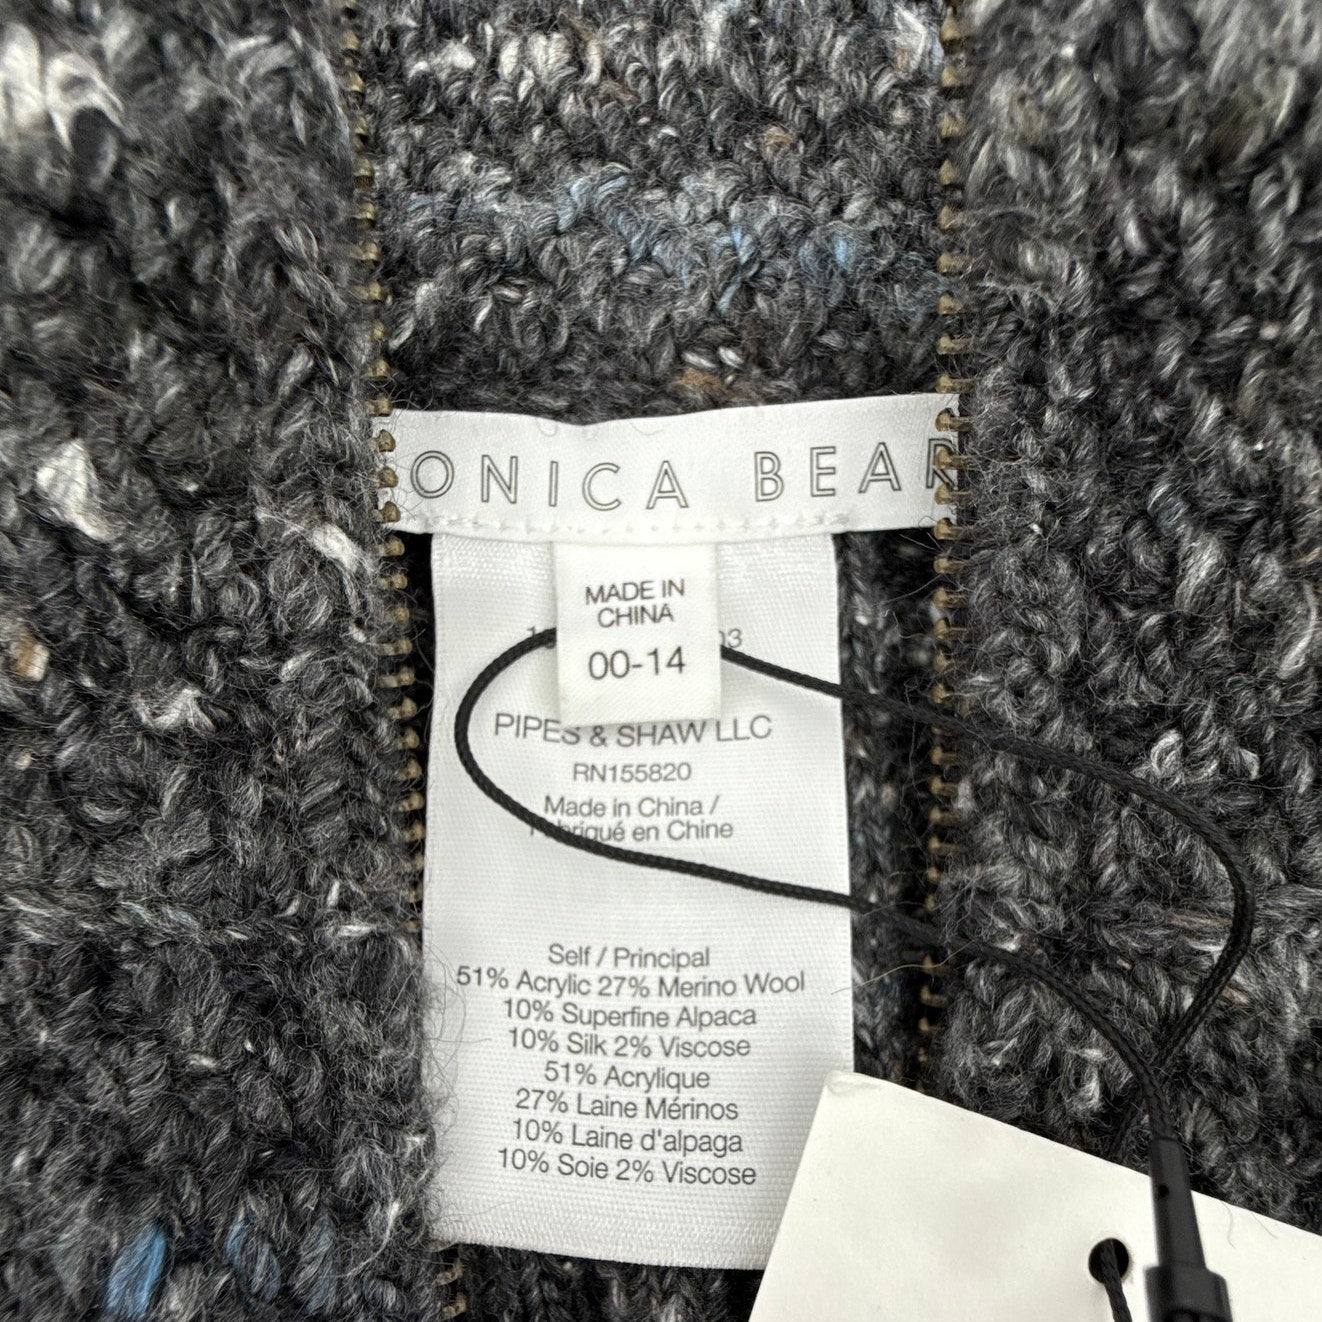 ONICA BEAR
MADE IN
CHINA
00-14
PIPES & SHAW LLC
RN155820
Made in China /
Fabriqué en Chine
Self / Principal
51% Acrylic 27% Merino Wool
10% Superfine Alpaca
10% Silk 2% Viscose
51% Acrylique
27% Laine Mérinos
10% Laine d'alpaga
10% Soie 2% Viscose